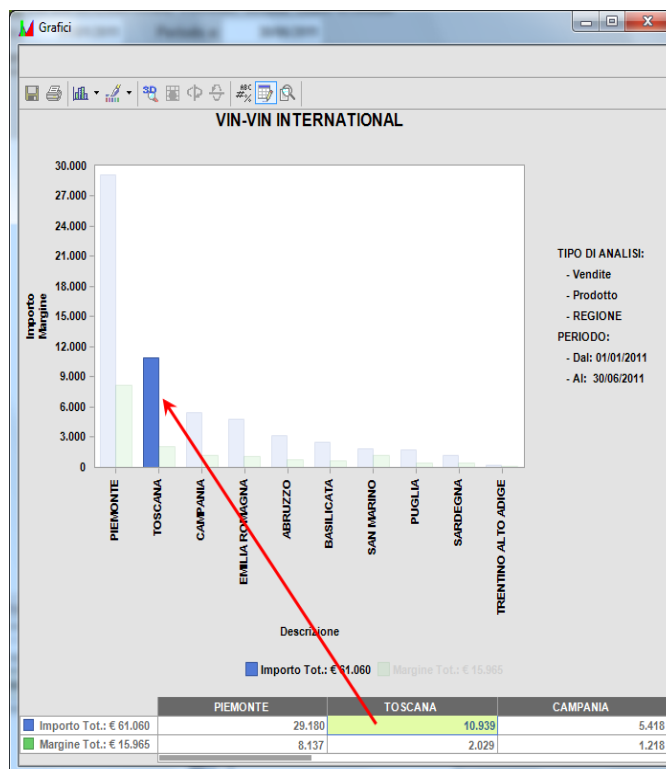 Grafici
3D
ABC
#%
VIN-VIN INTERNATIONAL
30.000
27.000
24.000
21.000
18.000
15.000
12.000
9.000
6.000
3.000
0
Importo
Margine
TIPO DI ANALISI:
- Vendite
- Prodotto
- REGIONE
PERIODO:
- Dal: 01/01/2011
- Al: 30/06/2011
PIEMONTE
TOSCANA
CAMPANIA
EMILIA ROMAGNA
ABRUZZO
BASILICATA
SAN MARINO
PUGLIA
SARDEGNA
TRENTINO ALTO ADIGE
Descrizione
Importo Tot.: € 61.060 Margine Tot.: € 15.965
PIEMONTE TOSCANA CAMPANIA
Importo Tot.: € 61.060 29.180 10.939 5.418
Margine Tot.: € 15.965 8.137 2.029 1.218